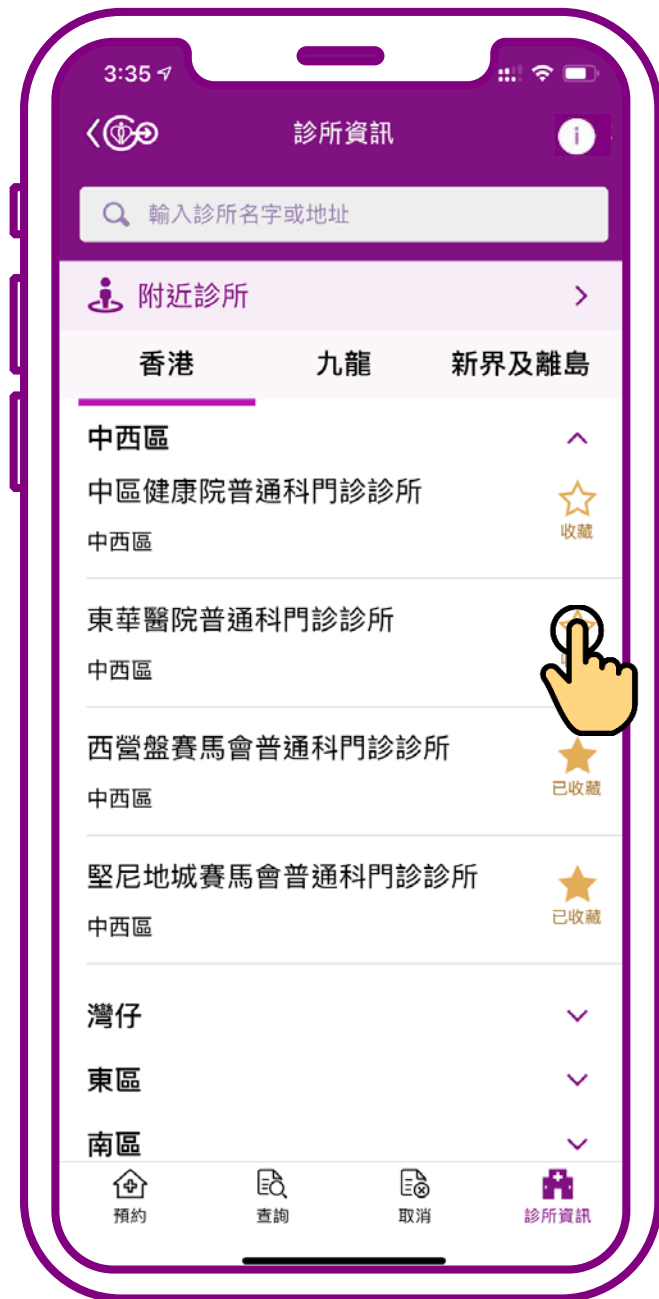 3:35
診所資訊
i
輸入診所名字或地址
附近診所
香港 九龍 新界及離島
中西區
中區健康院普通科門診診所
收藏
中西區
東華醫院普通科門診診所
中西區
西營盤賽馬會普通科門診診所
已收藏
中西區
堅尼地城賽馬會普通科門診診所
已收藏
中西區
灣仔
東區
南區
預約 查詢 取消 診所資訊